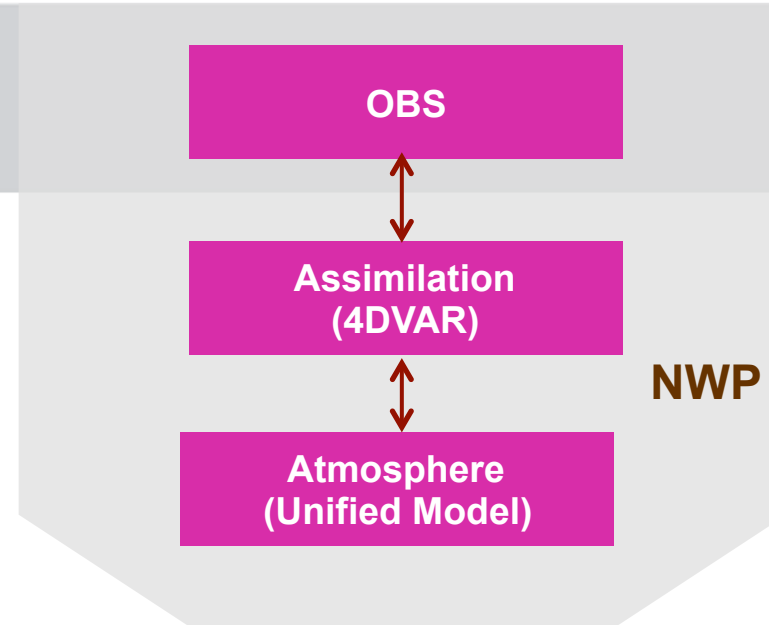 OBS
Assimilation
(4DVAR)
NWP
Atmosphere
(Unified Model)